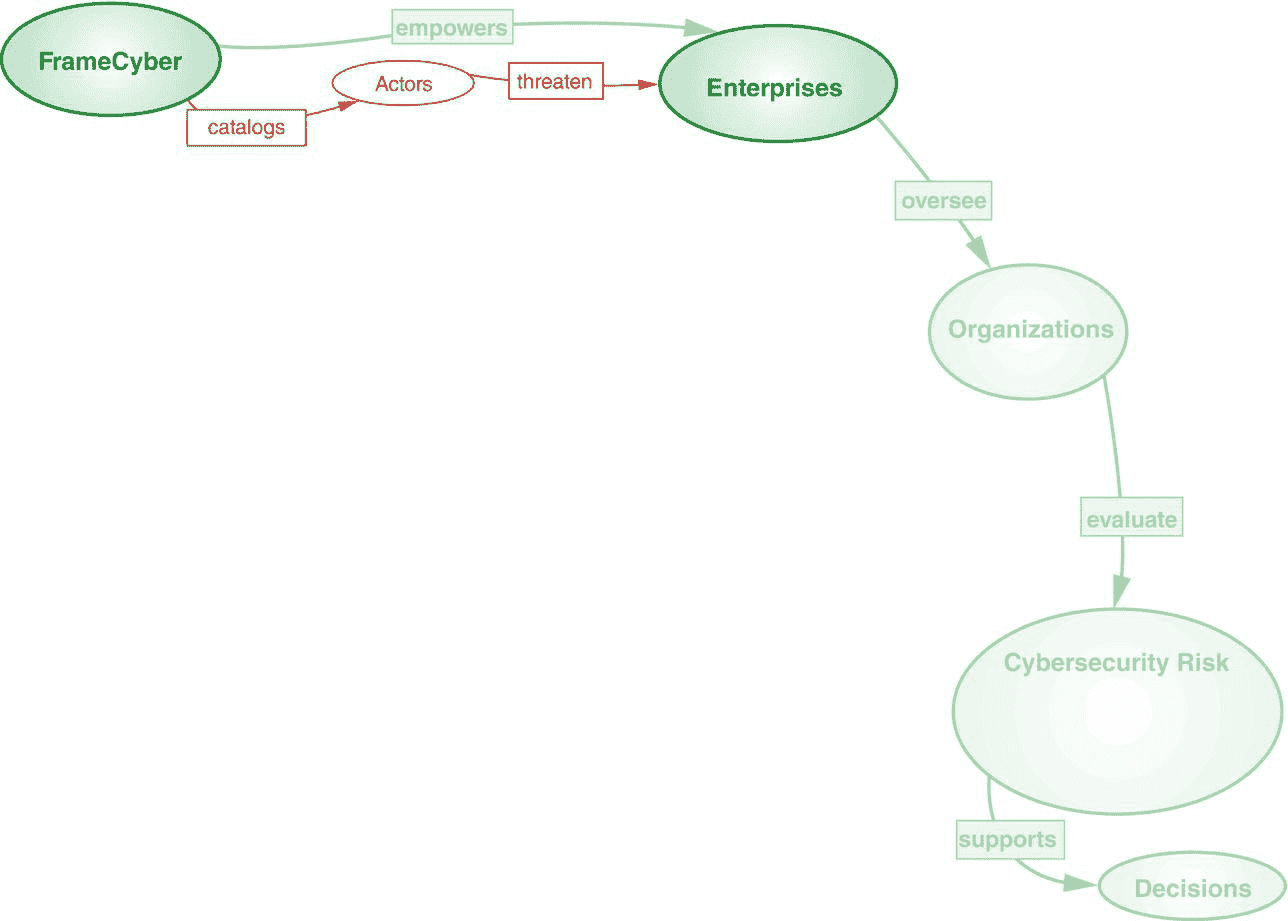 FrameCyber
empowers
Enterprises
Actors
threaten
catalogs
oversee
Organizations
evaluate
Cybersecurity Risk
supports
Decisions